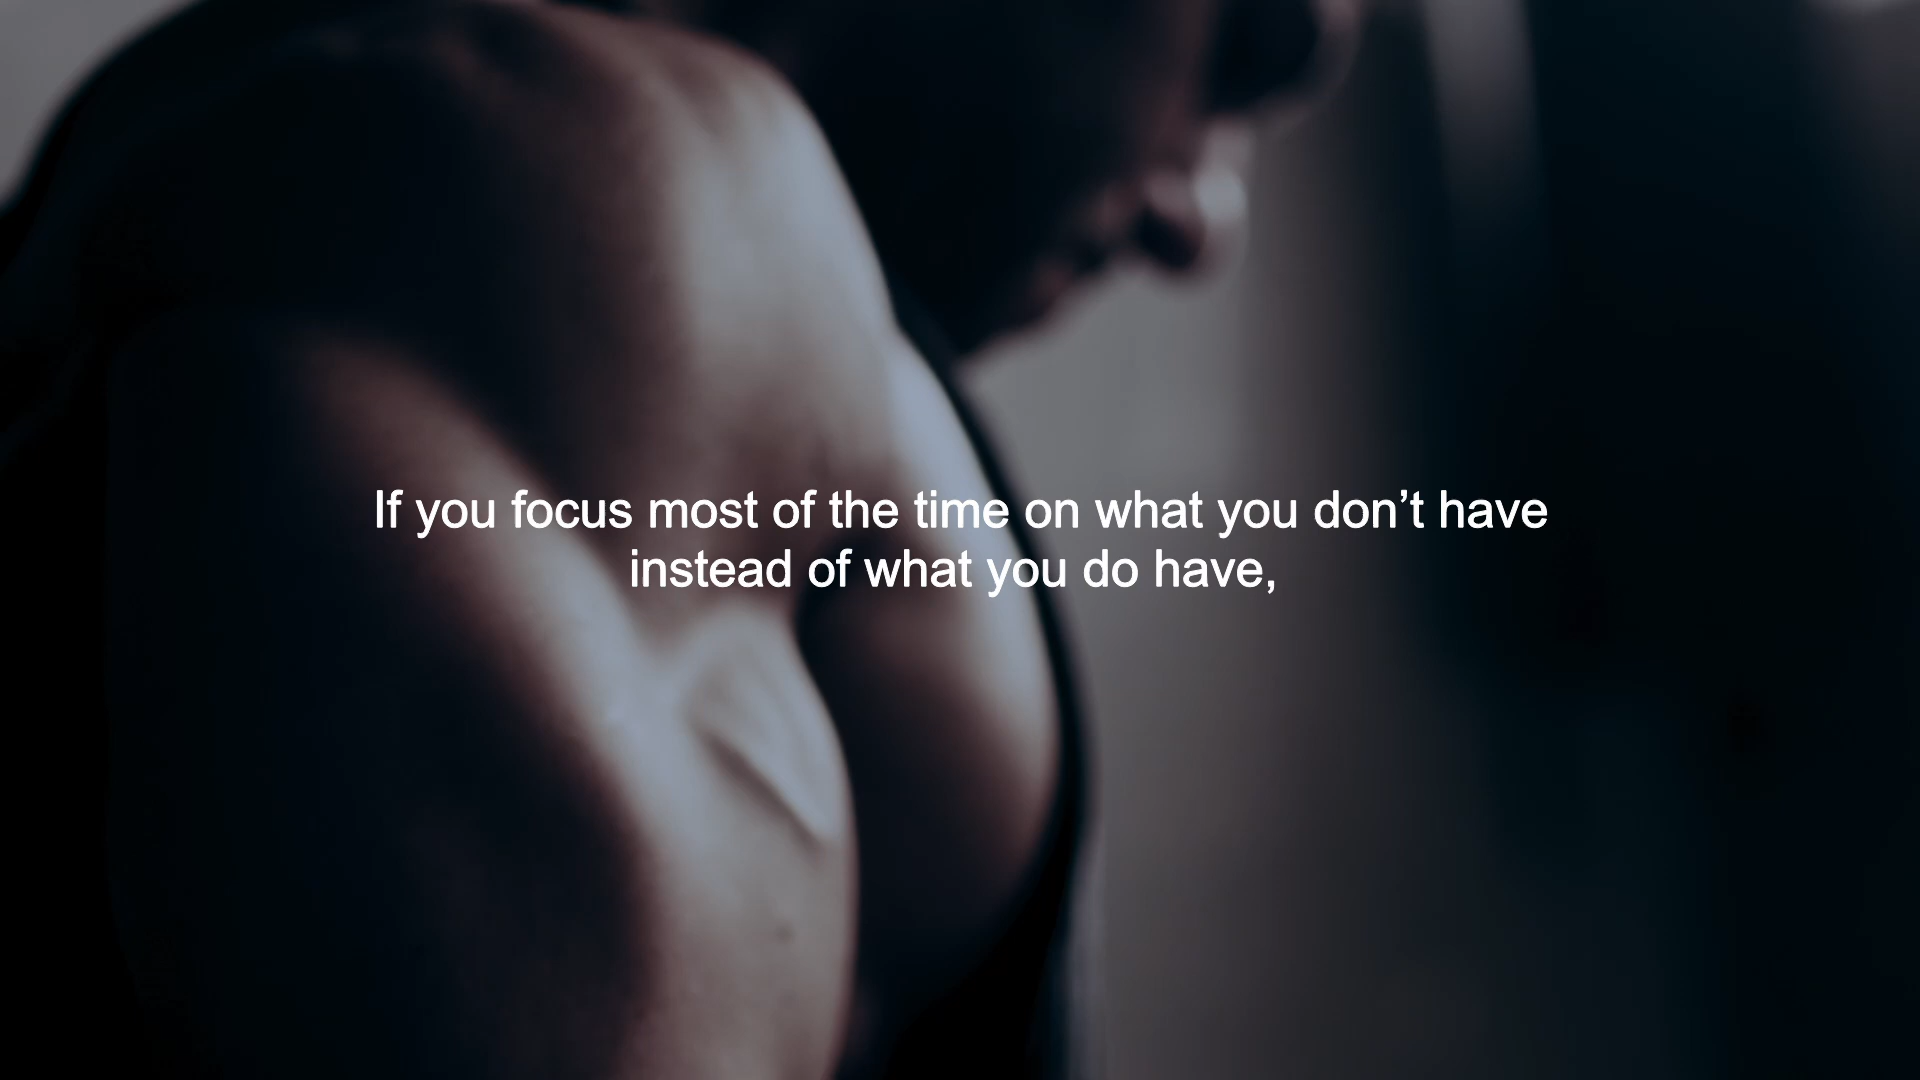 If you focus most of the time on what you don’t have
instead of what you do have,